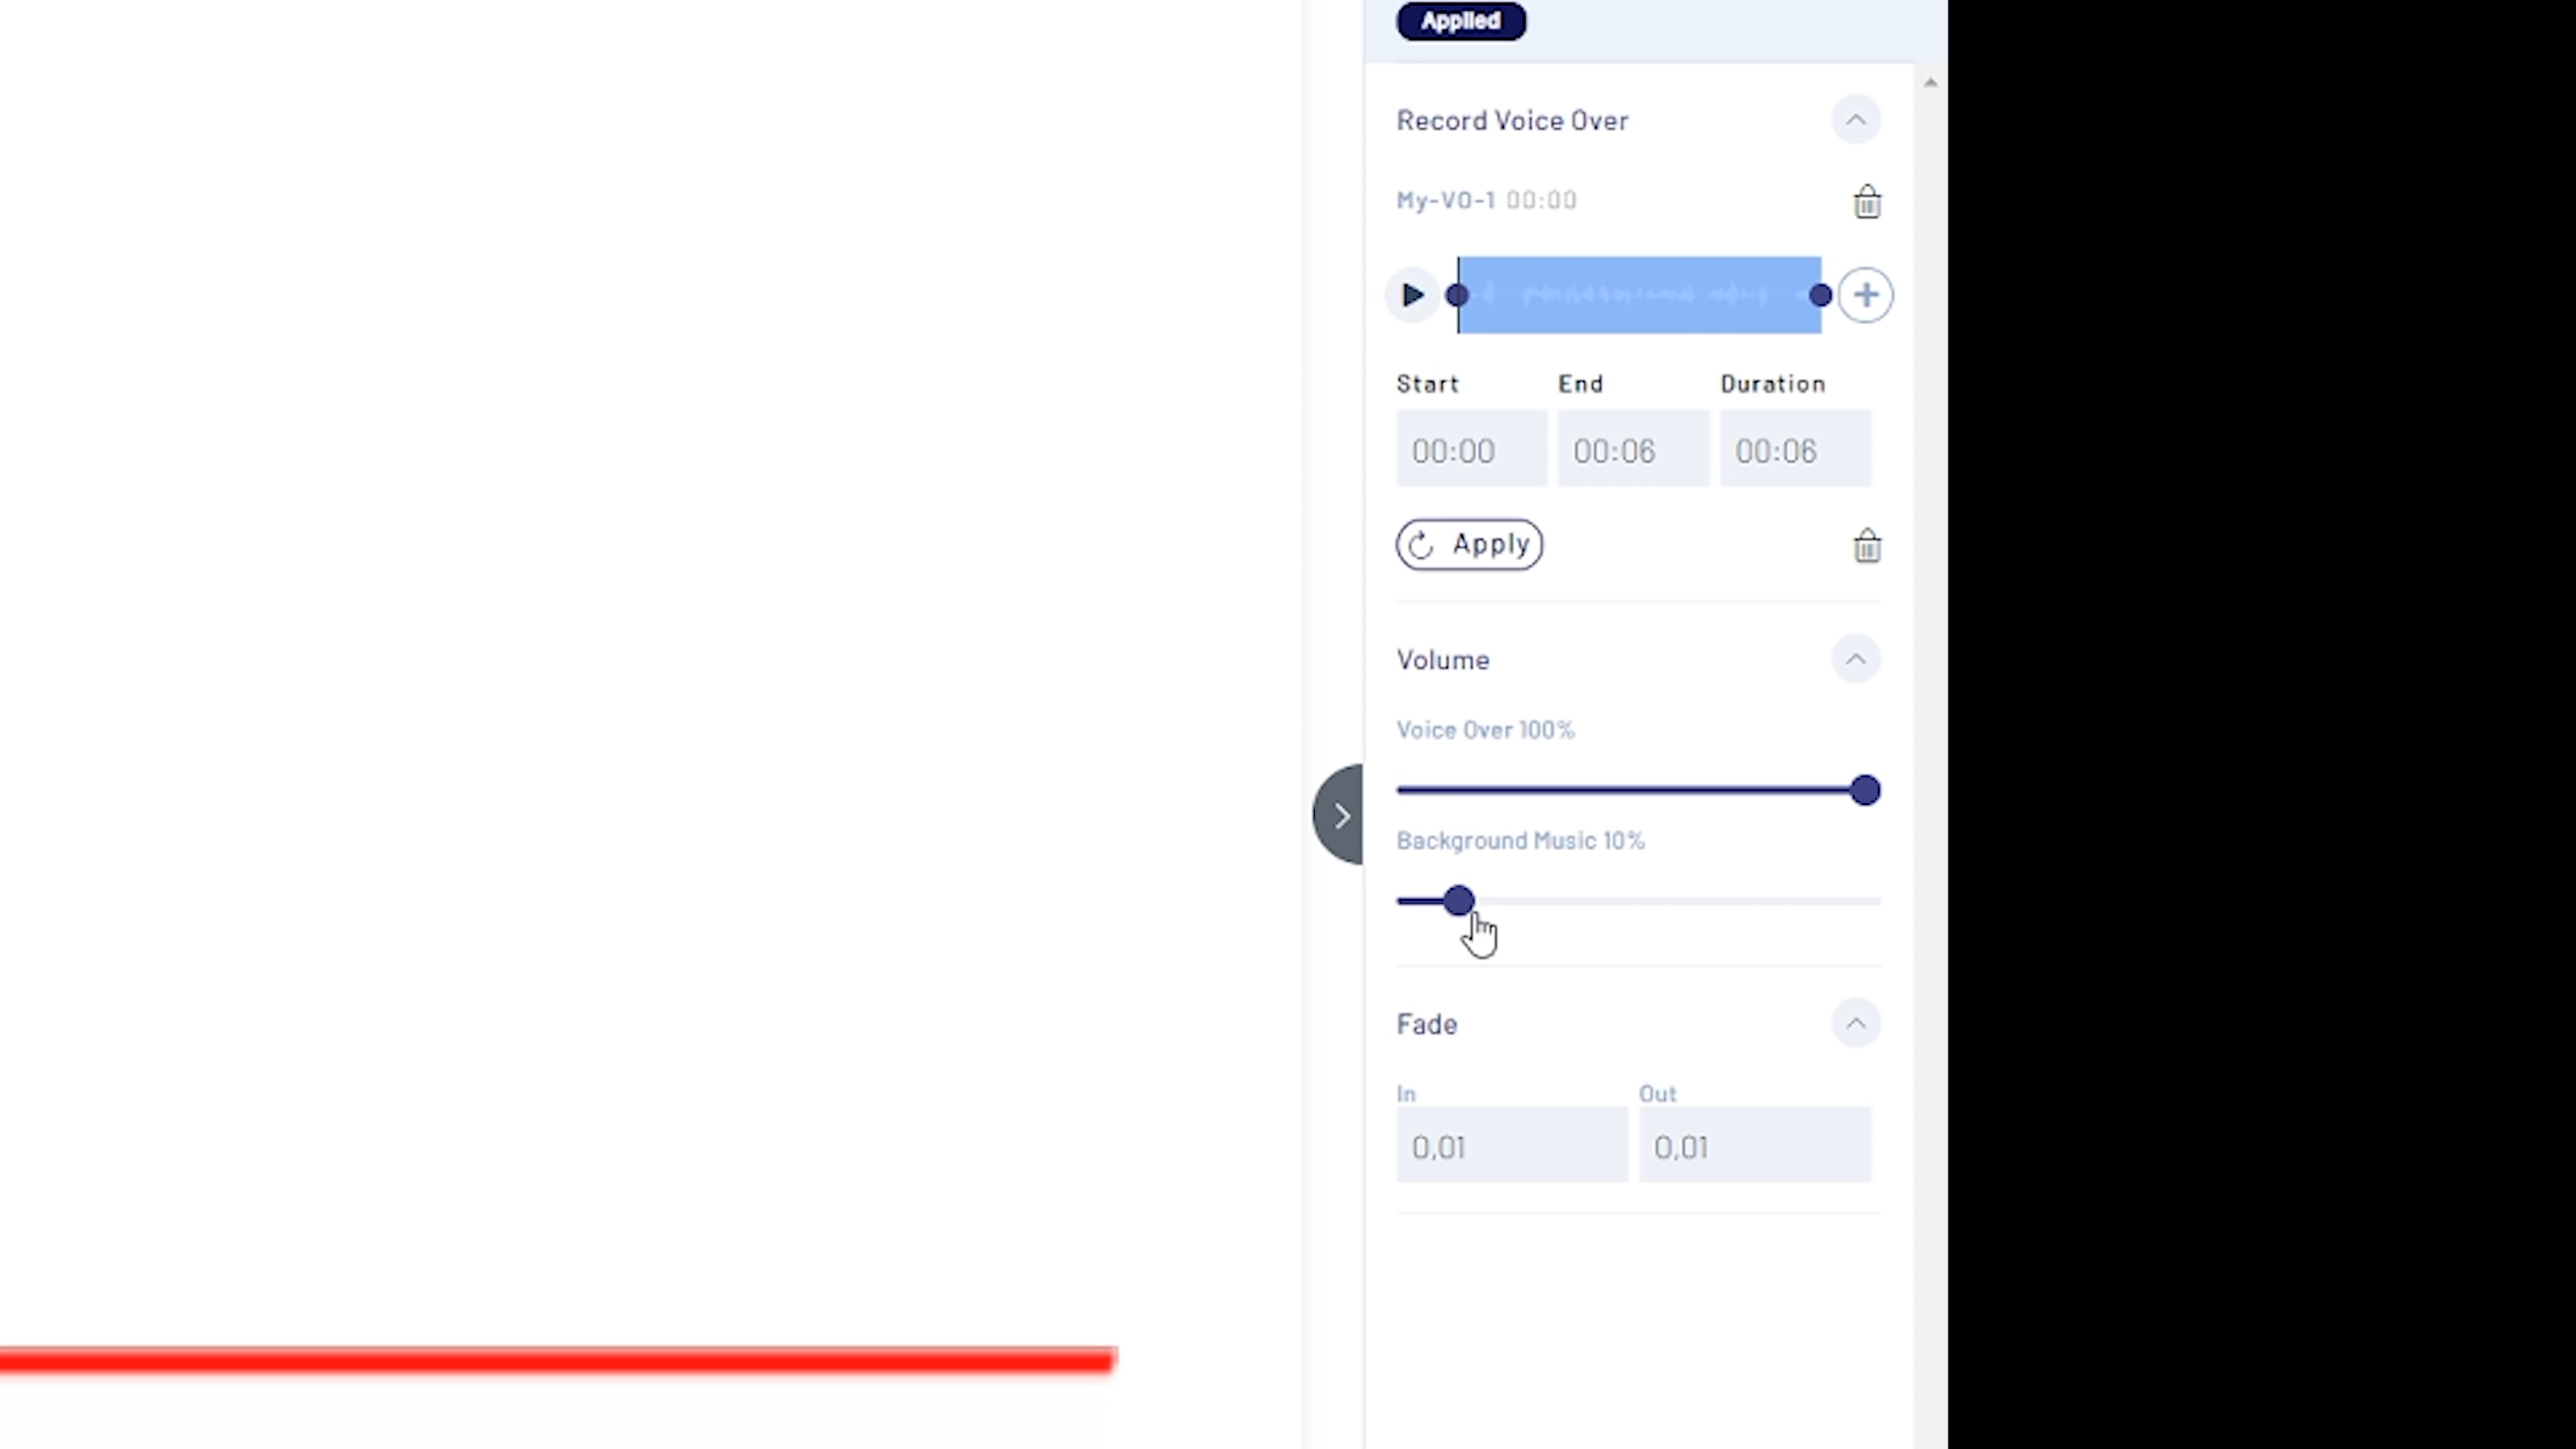 Applied
Record Voice Over
My-VO-1 00:00
Start End Duration
00:00 00:06 00:06
Apply
Volume
Voice Over 100%
Background Music 10%
Fade
In Out
0,01 0,01